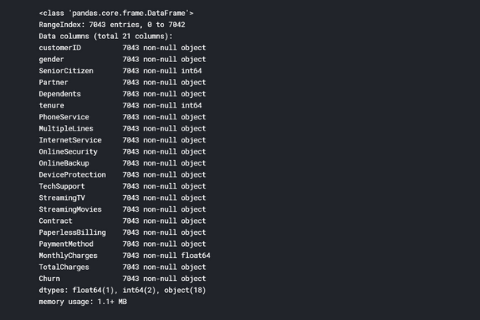 <class 'pandas.core.frame.DataFrame'>
RangeIndex: 7043 entries, 0 to 7042
Data columns (total 21 columns):
customerID 7043 non-null object
gender 7043 non-null object
SeniorCitizen 7043 non-null int64
Partner 7043 non-null object
Dependents 7043 non-null object
tenure 7043 non-null int64
PhoneService 7043 non-null object
MultipleLines 7043 non-null object
InternetService 7043 non-null object
OnlineSecurity 7043 non-null object
OnlineBackup 7043 non-null object
DeviceProtection 7043 non-null object
TechSupport 7043 non-null object
StreamingTV 7043 non-null object
StreamingMovies 7043 non-null object
Contract 7043 non-null object
PaperlessBilling 7043 non-null object
PaymentMethod 7043 non-null object
MonthlyCharges 7043 non-null float64
TotalCharges 7043 non-null object
Churn 7043 non-null object
dtypes: float64(1), int64(2), object(18)
memory usage: 1.1+ MB